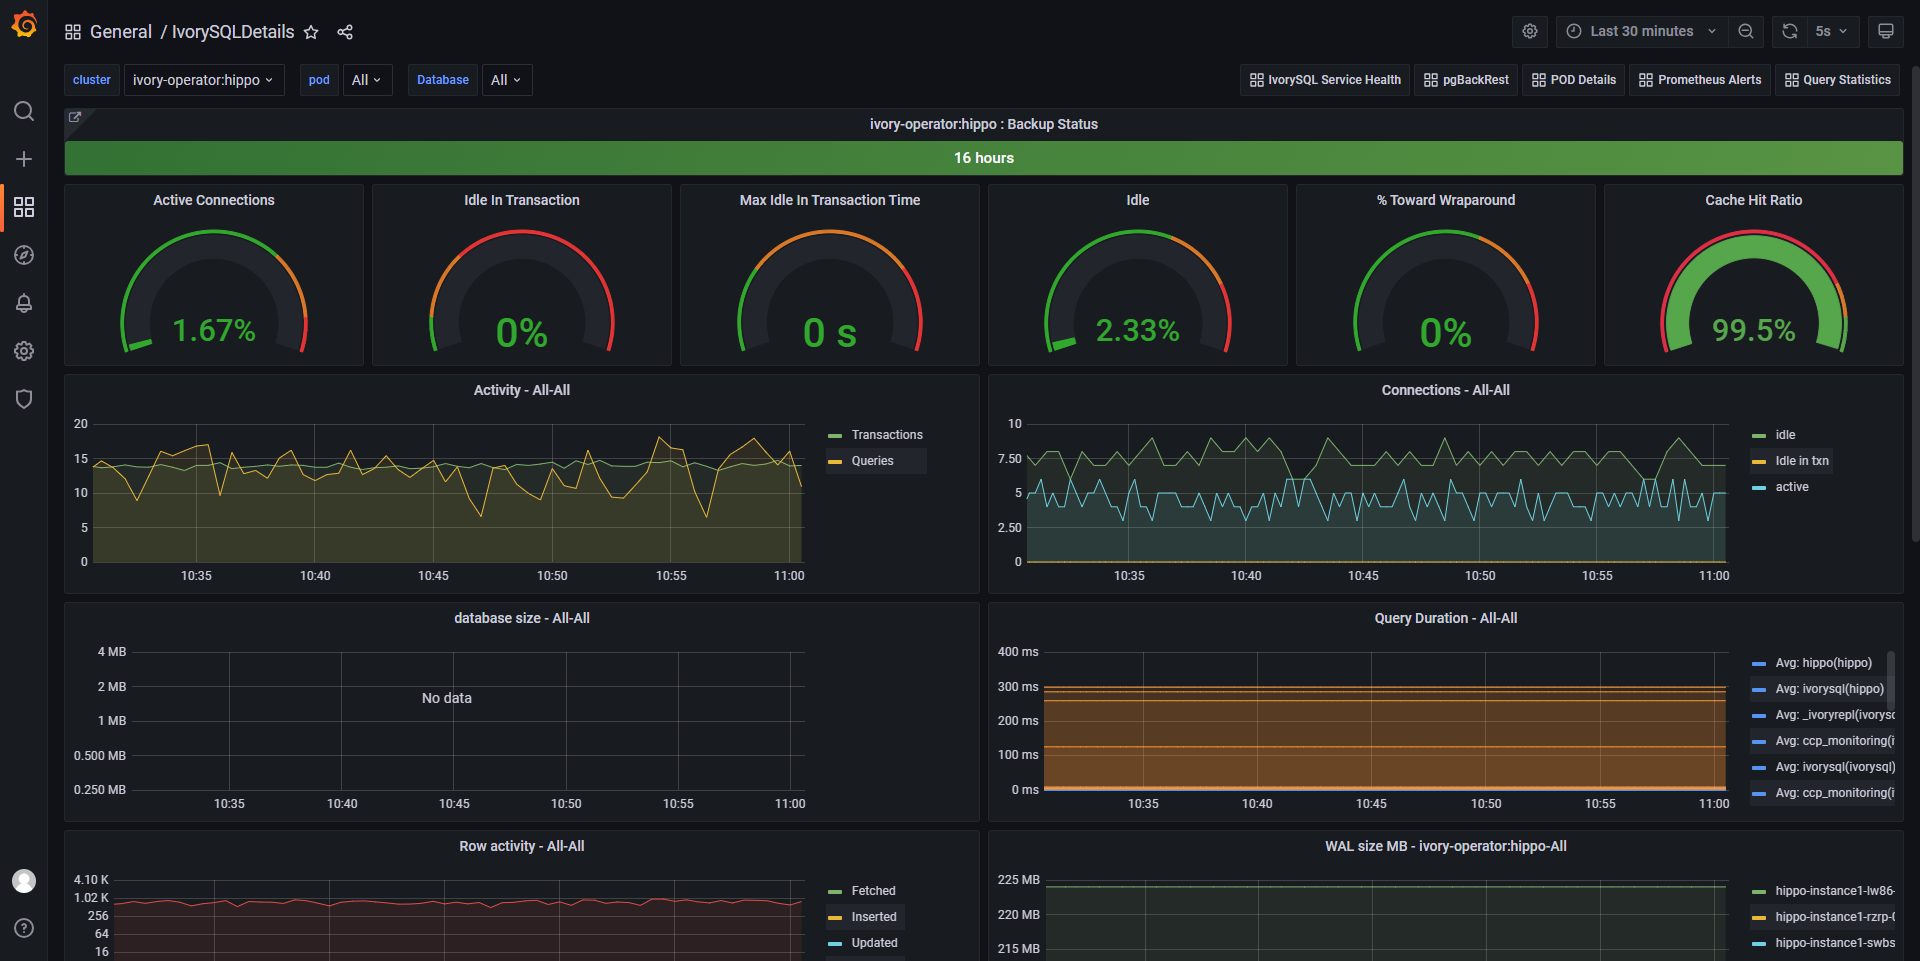 General / IvorySQLDetails
Last 30 minutes
5s
cluster ivory-operator:hippo pod All Database All
IvorySQL Service Health pgBackRest POD Details Prometheus Alerts Query Statistics
ivory-operator:hippo : Backup Status
16 hours
Active Connections
1.67%
Idle In Transaction
0%
Max Idle In Transaction Time
0 s
Idle
2.33%
% Toward Wraparound
0%
Cache Hit Ratio
99.5%
Activity - All-All
20
15
10
5
0
10:35 10:40 10:45 10:50 10:55 11:00
Transactions
Queries
Connections - All-All
10
7.50
5
2.50
0
10:35 10:40 10:45 10:50 10:55 11:00
idle
Idle in txn
active
database size - All-All
4 MB
2 MB
1 MB
0.500 MB
0.250 MB
No data
10:35 10:40 10:45 10:50 10:55 11:00
Query Duration - All-All
400 ms
300 ms
200 ms
100 ms
0 ms
10:35 10:40 10:45 10:50 10:55 11:00
Avg: hippo(hippo)
Avg: ivorysql(hippo)
Avg: _ivoryrepl(ivorysc
Avg: ccp_monitoring(i
Avg: ivorysql(ivorysql)
Avg: ccp_monitoring(i
Row activity - All-All
4.10 K
1.02 K
256
64
16
Fetched
Inserted
Updated
WAL size MB - ivory-operator:hippo-All
225 MB
220 MB
215 MB
hippo-instance1-lw86-
hippo-instance1-rzrp-0
hippo-instance1-swbs